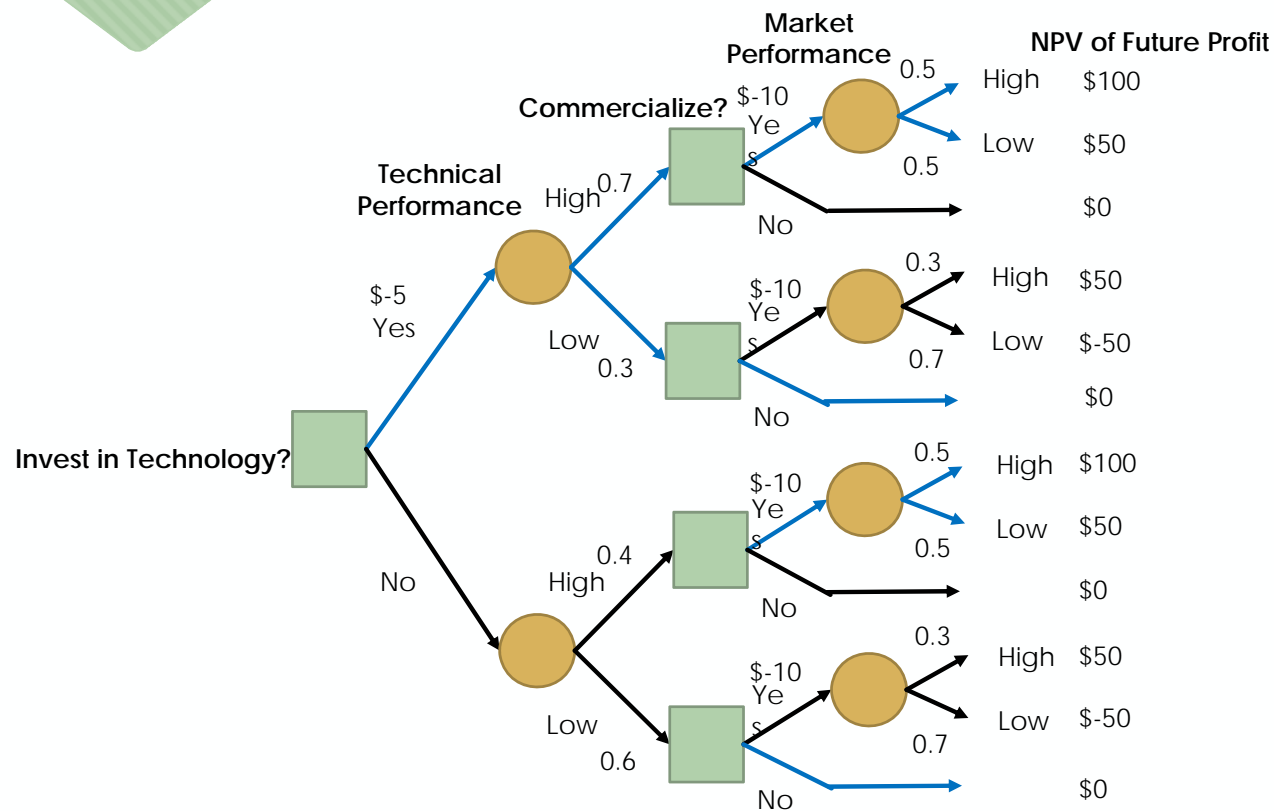 Market
Performance
NPV of Future Profit
0.5
High
$100
Commercialize?
$-10
Ye
s
Low
$50
0.5
Technical
Performance
High
0.7
No
$0
$-5
Yes
0.3
High
$50
$-10
Ye
s
Low
0.3
Low
$-50
0.7
$0
No
Invest in Technology?
0.5
High
$100
$-10
Ye
s
Low
$50
0.5
No
High
0.4
No
$0
0.3
High
$50
$-10
Ye
s
Low
0.6
Low
$-50
0.7
$0
No